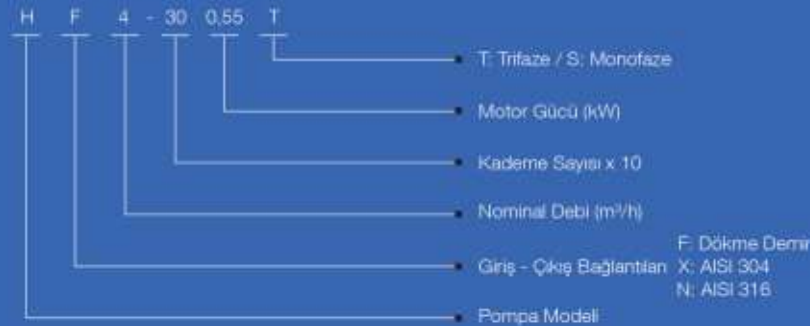 H F 4 - 30 0,55 T
T: Trifaze / S: Monofaze
Motor Gücü (kW)
Kademe Sayısı x 10
Nominal Debi (m³/h)
Giriş - Çıkış Bağlantıları
F: Dökme Demir
X: AISI 304
N: AISI 316
Pompa Modeli